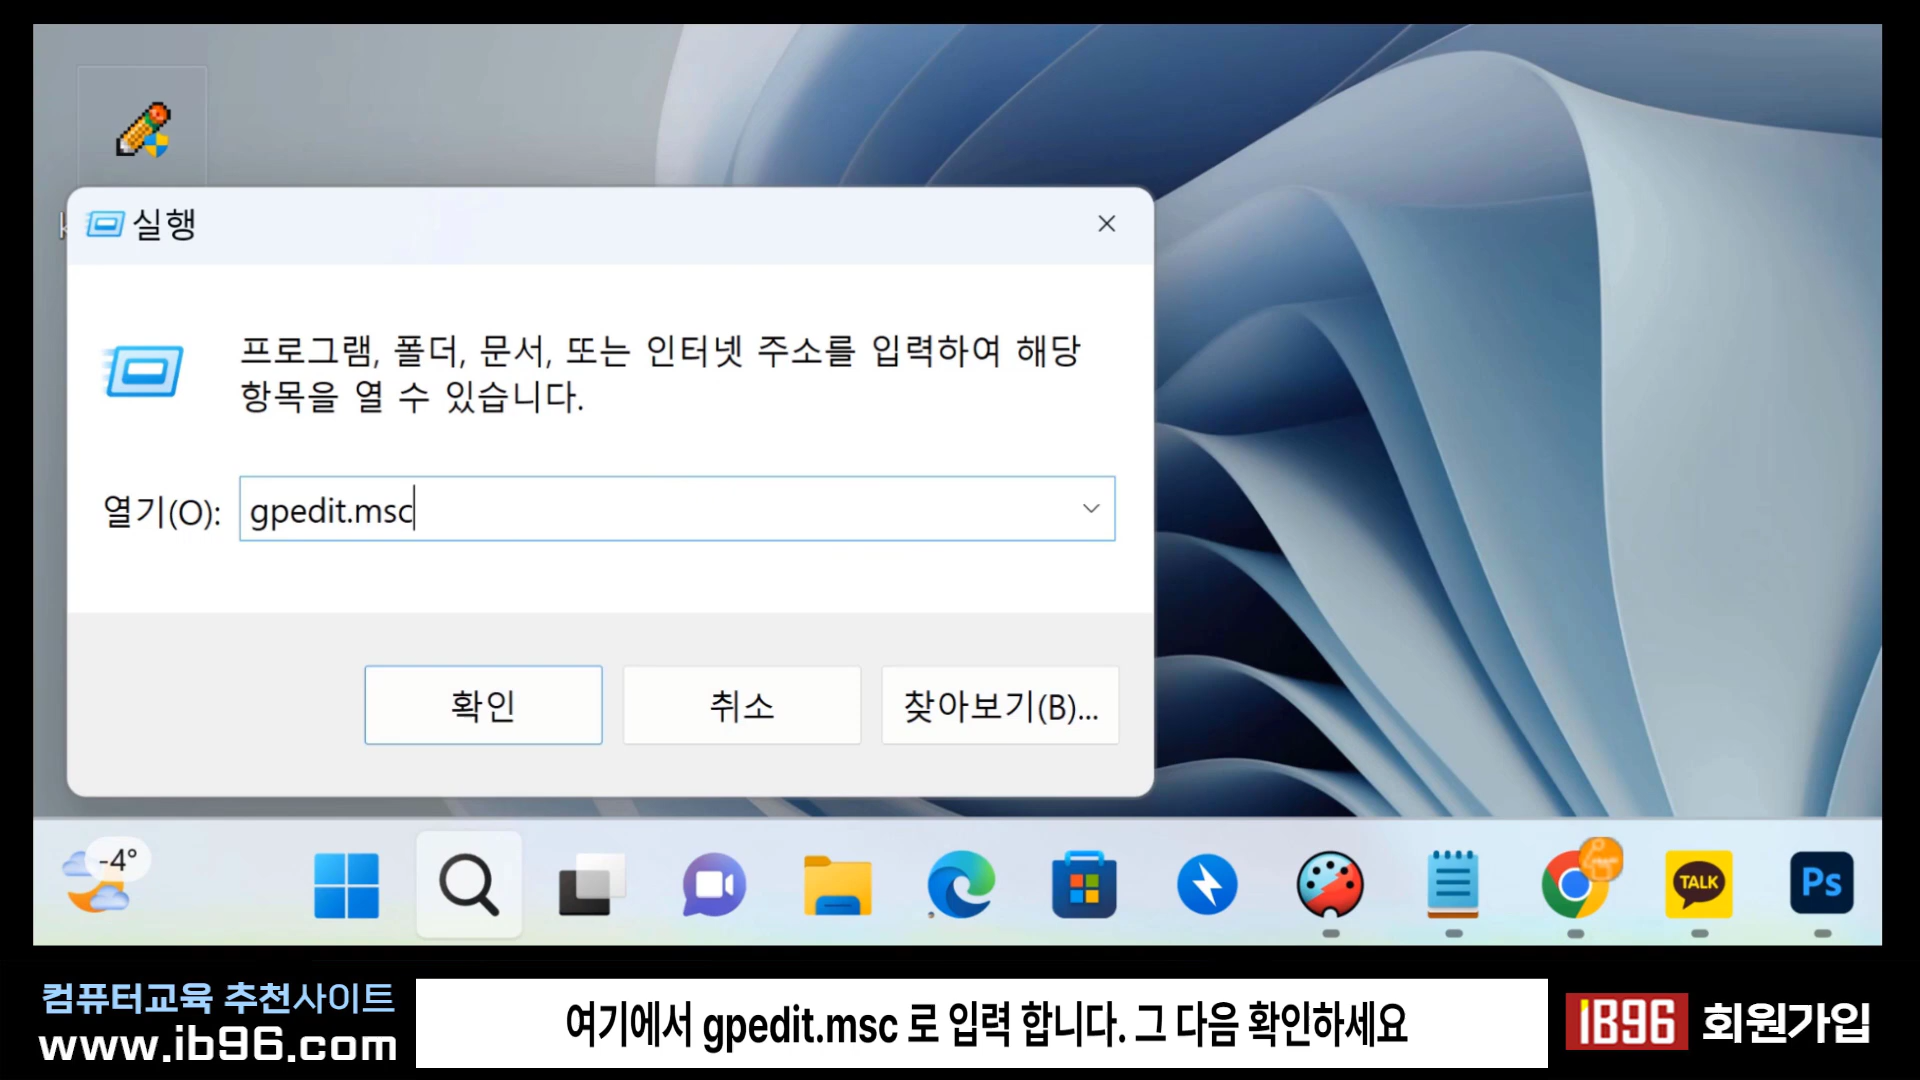 실행
프로그램, 폴더, 문서, 또는 인터넷 주소를 입력하여 해당
항목을 열 수 있습니다.
열기(O): gpedit.msc
확인 취소 찾아보기(B)...
-4°
TALK
Ps
컴퓨터교육 추천사이트
www.ib96.com
여기에서 gpedit.msc 로 입력 합니다. 그 다음 확인하세요
IB96 회원가입